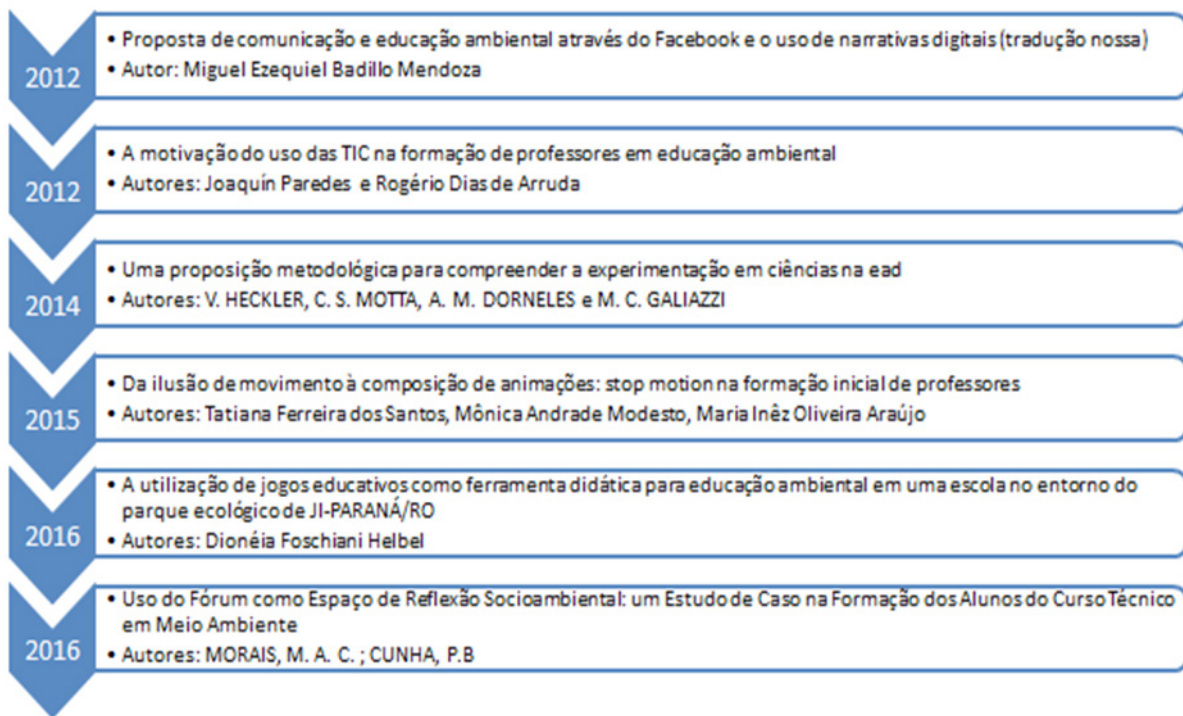 2012
• Proposta de comunicação e educação ambiental através do Facebook e o uso de narrativas digitais (tradução nossa)
• Autor: Miguel Ezequiel Badillo Mendoza
2012
• A motivação do uso das TIC na formação de professores em educação ambiental
• Autores: Joaquín Paredes e Rogério Dias de Arruda
2014
• Uma proposição metodológica para compreender a experimentação em ciências na ead
• Autores: V. HECKLER, C. S. MOTTA, A. M. DORNELES e M. C. GALIAZZI
2015
• Da ilusão de movimento à composição de animações: stop motion na formação inicial de professores
• Autores: Tatiana Ferreira dos Santos, Mônica Andrade Modesto, Maria Inêz Oliveira Araújo
2016
• A utilização de jogos educativos como ferramenta didática para educação ambiental em uma escola no entorno do
parque ecológico de JI-PARANÁ/RO
• Autores: Dionéia Foschiani Helbel
2016
• Uso do Fórum como Espaço de Reflexão Socioambiental: um Estudo de Caso na Formação dos Alunos do Curso Técnico
em Meio Ambiente
• Autores: MORAIS, M. A. C. ; CUNHA, P.B